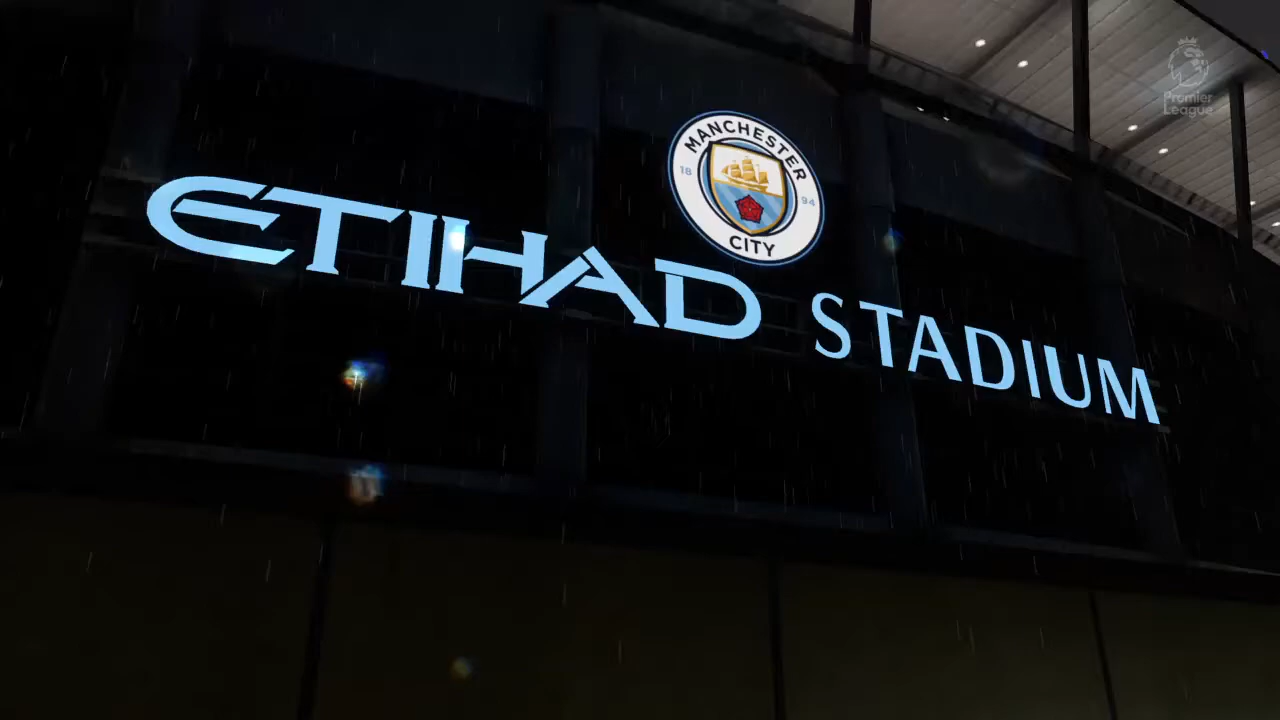 MANCHESTER
18 94
CITY
ETIHAD STADIUM
Premier
League